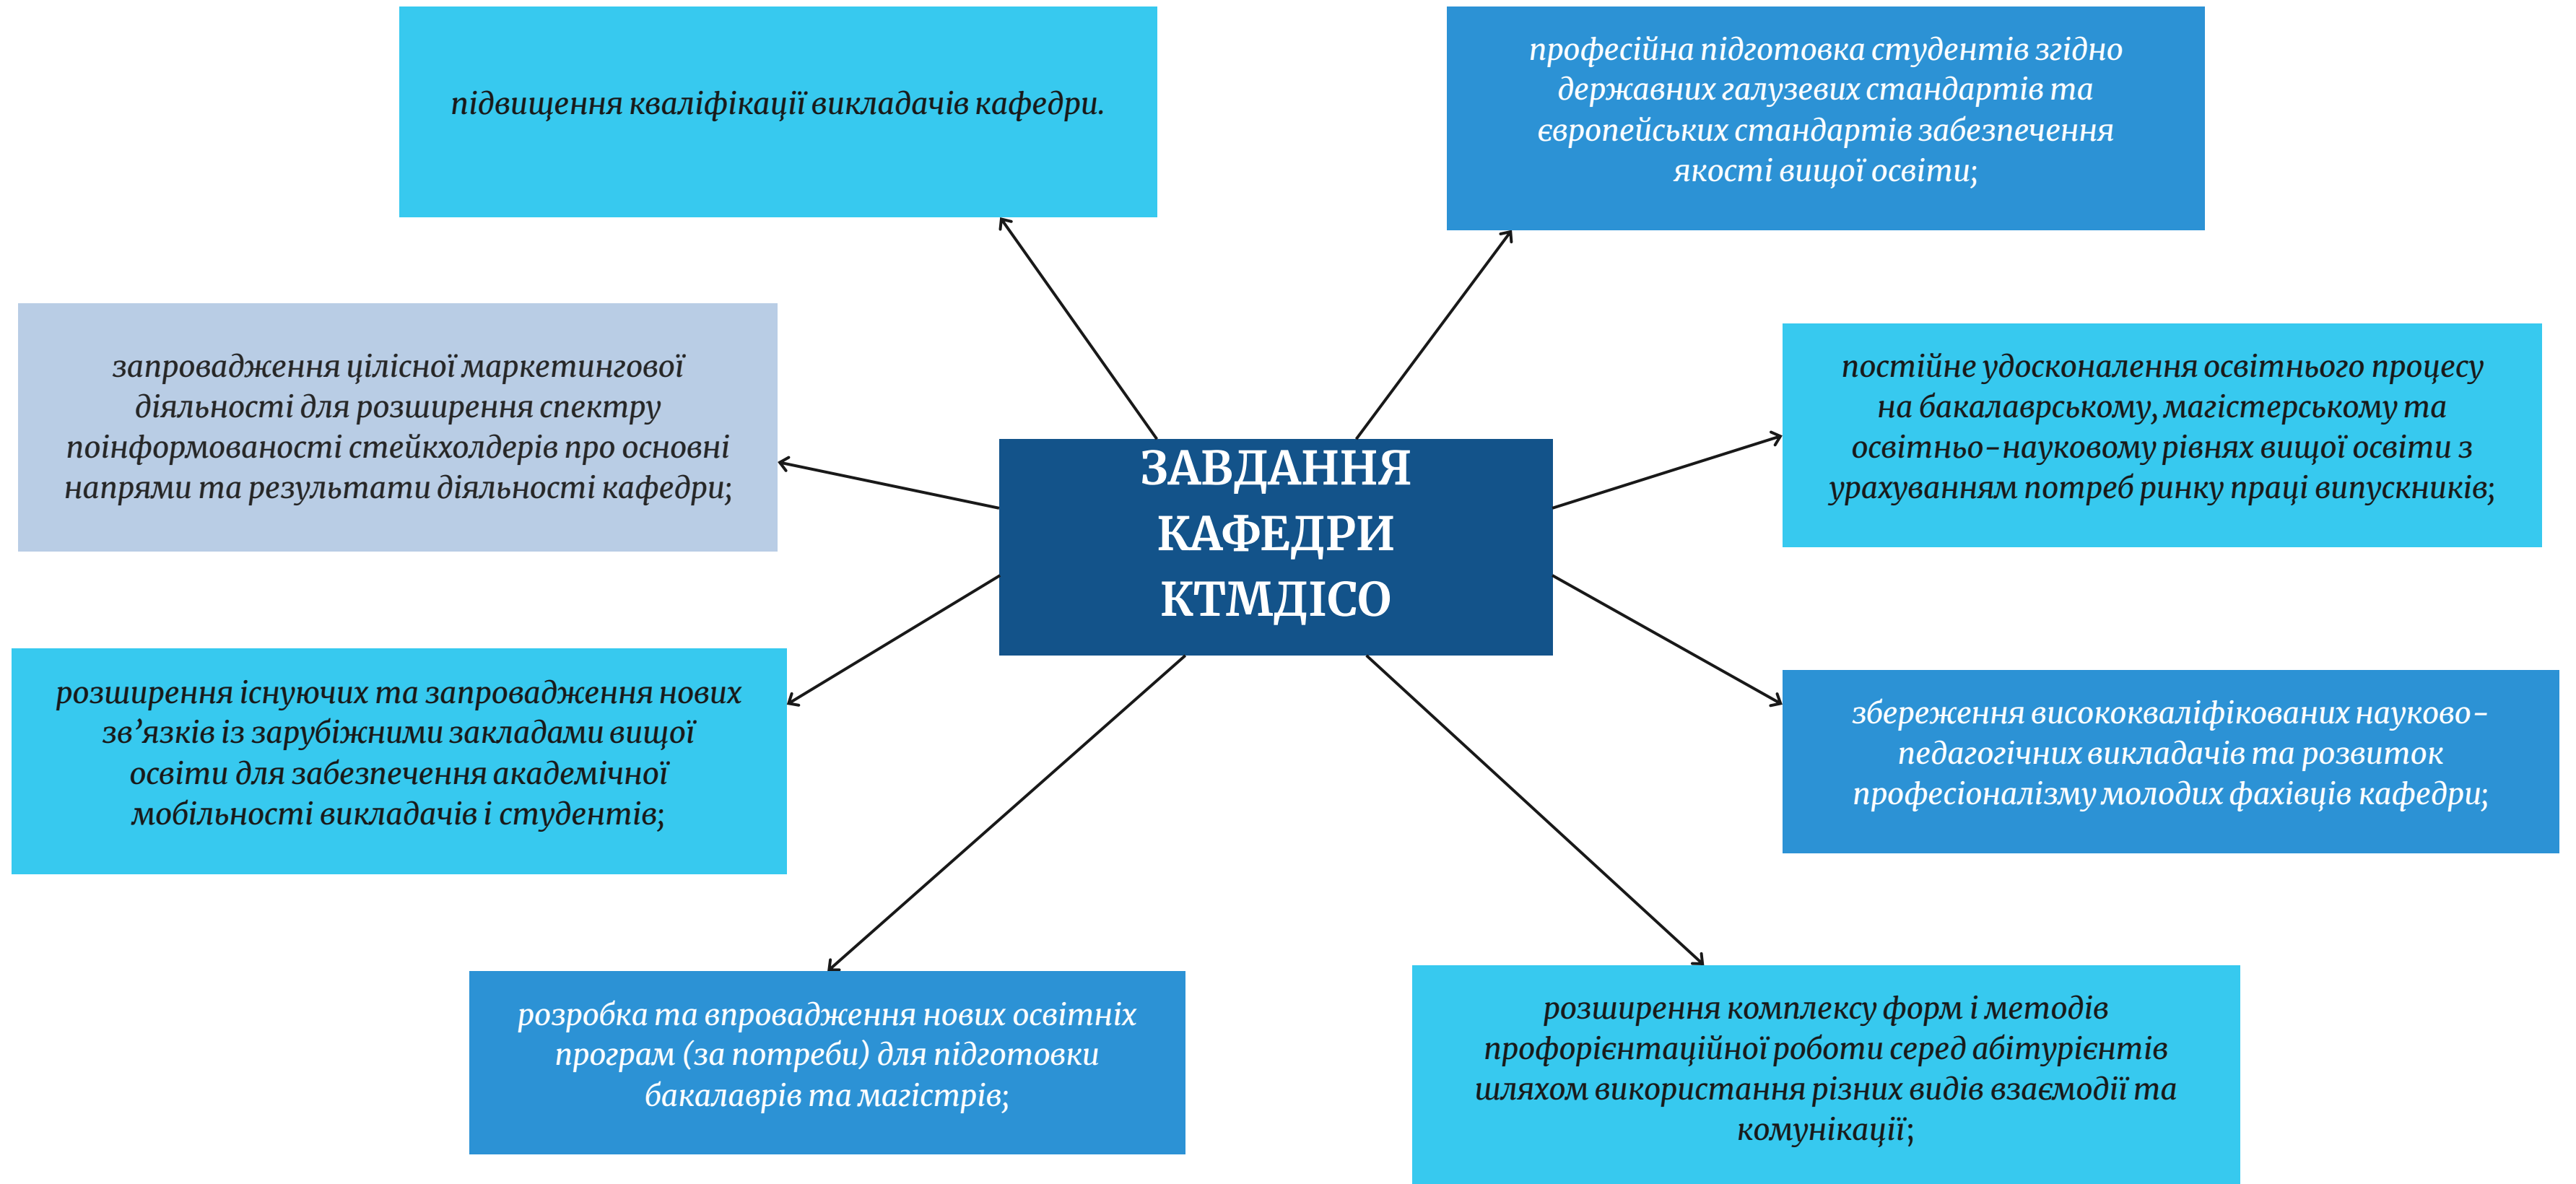 підвищення кваліфікації викладачів кафедри.
професійна підготовка студентів згідно
державних галузевих стандартів та
європейських стандартів забезпечення
якості вищої освіти;
запровадження цілісної маркетингової
діяльності для розширення спектру
поінформованості стейкхолдерів про основні
напрями та результати діяльності кафедри;
постійне удосконалення освітнього процесу
на бакалаврському, магістерському та
освітньо-науковому рівнях вищої освіти з
урахуванням потреб ринку праці випускників;
ЗАВДАННЯ
КАФЕДРИ
КТМДІСО
розширення існуючих та запровадження нових
зв’язків із зарубіжними закладами вищої
освіти для забезпечення академічної
мобільності викладачів і студентів;
збереження висококваліфікованих науково-
педагогічних викладачів та розвиток
професіоналізму молодих фахівців кафедри;
розробка та впровадження нових освітніх
програм (за потреби) для підготовки
бакалаврів та магістрів;
розширення комплексу форм і методів
профорієнтаційної роботи серед абітурієнтів
шляхом використання різних видів взаємодії та
комунікації;